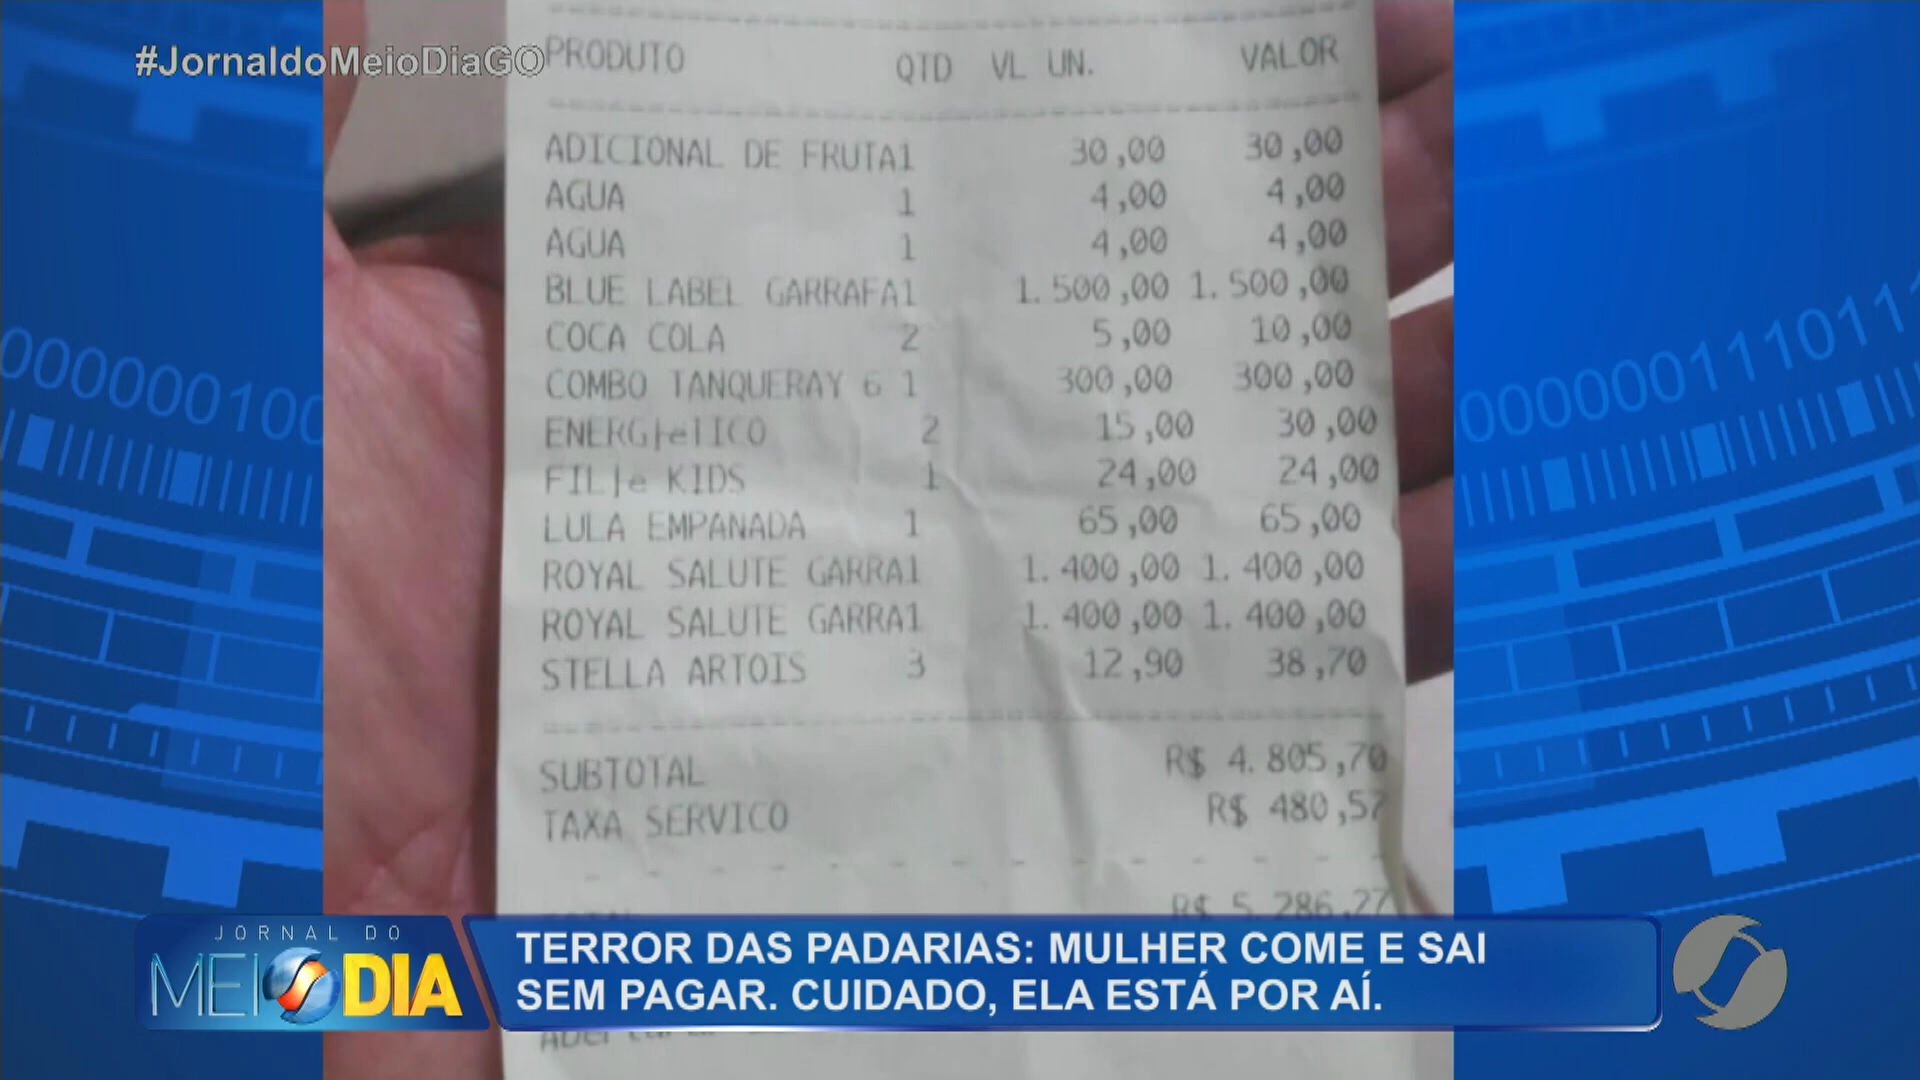 #JornaldoMeioDiaGO
PRODUTO QTD VL UN. VALOR
ADICIONAL DE FRUTA1 30,00 30,00
AGUA 1 4,00 4,00
AGUA 1 4,00 4,00
BLUE LABEL GARRAFA1 1.500,00 1.500,00
COCA COLA 2 5,00 10,00
COMBO TANQUERAY 6 1 300,00 300,00
ENERG├eTICO 2 15,00 30,00
FIL├e KIDS 1 24,00 24,00
LULA EMPANADA 1 65,00 65,00
ROYAL SALUTE GARRA1 1.400,00 1.400,00
ROYAL SALUTE GARRA1 1.400,00 1.400,00
STELLA ARTOIS 3 12,90 38,70
SUBTOTAL R$ 4.805,70
TAXA SERVICO R$ 480,57
R$ 5.286,27
JORNAL DO
MEIO DIA
TERROR DAS PADARIAS: MULHER COME E SAI
SEM PAGAR. CUIDADO, ELA ESTÁ POR AÍ.